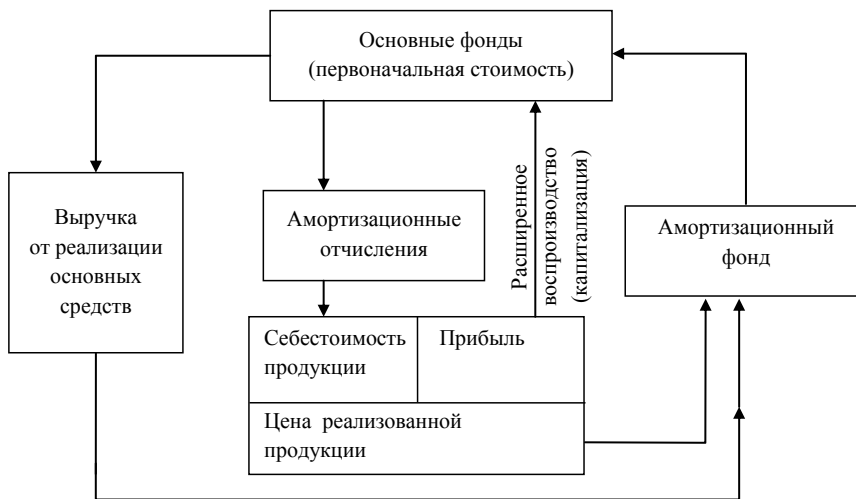 Основные фонды
(первоначальная стоимость)
Выручка
от реализации
основных
средств
Амортизационные
отчисления
Расширенное
воспроизводство
(капитализация)
Амортизационный
фонд
Себестоимость
продукции
Прибыль
Цена реализованной
продукции